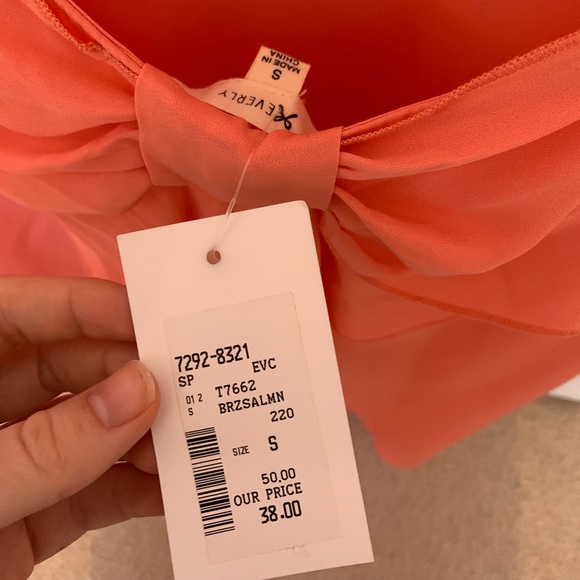 S
MADE IN
CHINA
EVERLY
7292-8321
SP EVC
01 2 T7662
S BRZSALMN
220
SIZE S
50.00
OUR PRICE
38.00